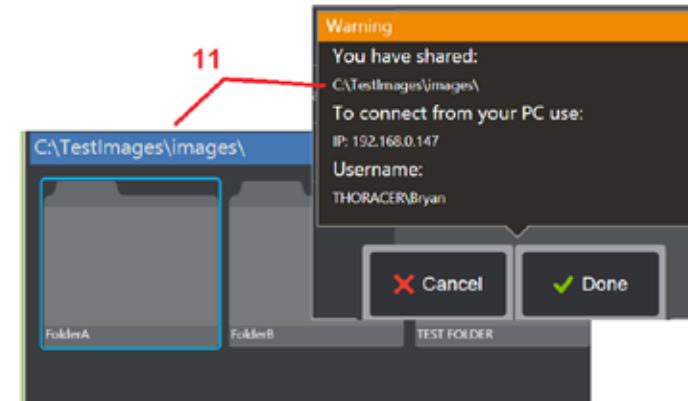 11
Warning
You have shared:
C:\TestImages\images\
To connect from your PC use:
IP: 192.168.0.147
Username:
THORACER\Bryan
Cancel
Done
C:\TestImages\images\
FolderA
FolderB
TEST FOLDER